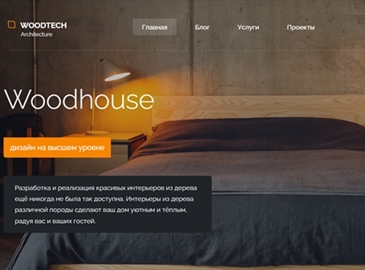 WOODTECH
Architecture
Главная Блог Услуги Проекты
Woodhouse
дизайн на высшем уровне
Разработка и реализация красивых интерьеров из дерева
ещё никогда не была так доступна. Интерьеры из дерева
различной породы сделают ваш дом уютным и тёплым,
радуя вас и ваших гостей.